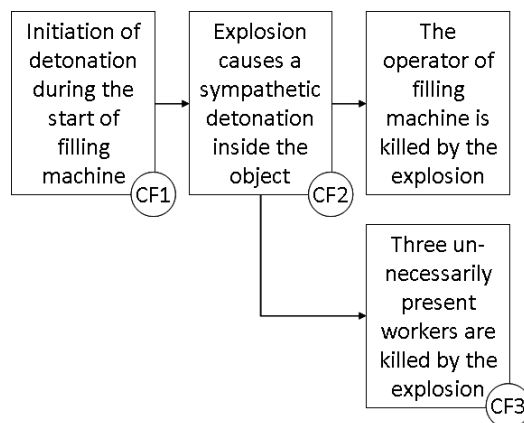 Initiation of
detonation
during the
start of
filling
machine
CF1
Explosion
causes a
sympathetic
detonation
inside the
object
CF2
The
operator of
filling
machine is
killed by the
explosion
Three un-
necessarily
present
workers are
killed by the
explosion
CF3